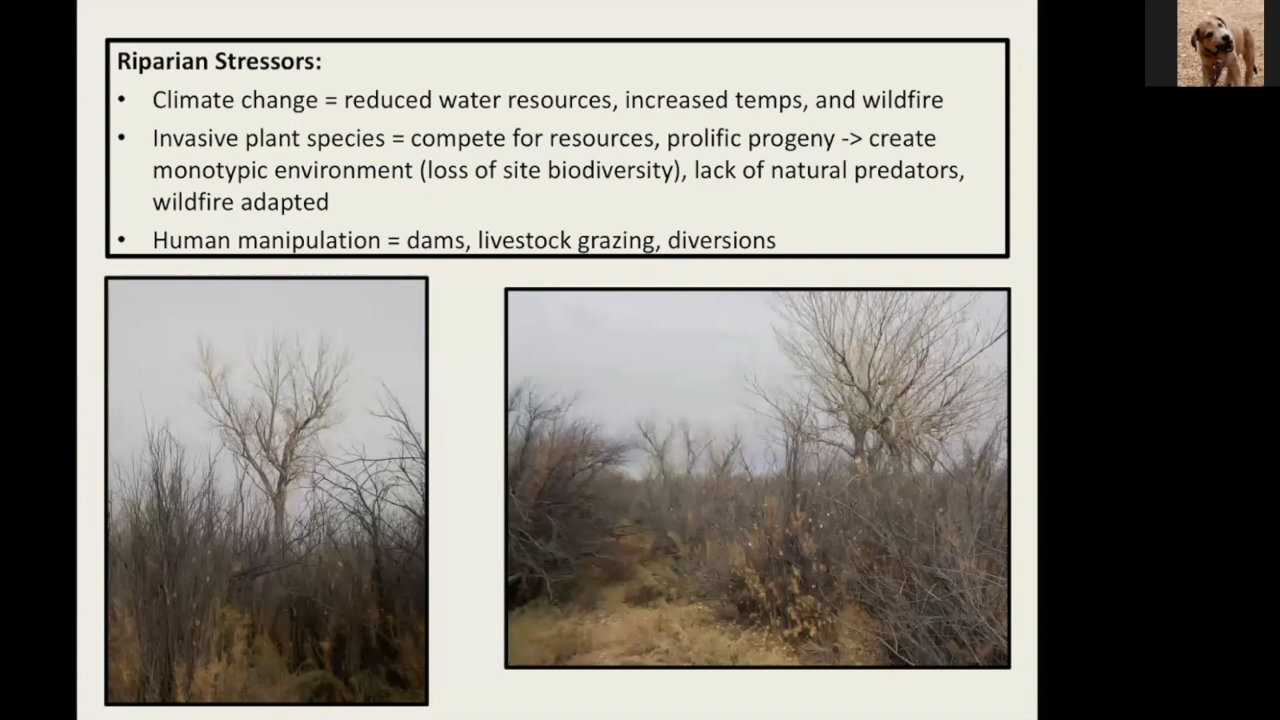 Riparian Stressors:
• Climate change = reduced water resources, increased temps, and wildfire
• Invasive plant species = compete for resources, prolific progeny -> create
monotypic environment (loss of site biodiversity), lack of natural predators,
wildfire adapted
• Human manipulation = dams, livestock grazing, diversions